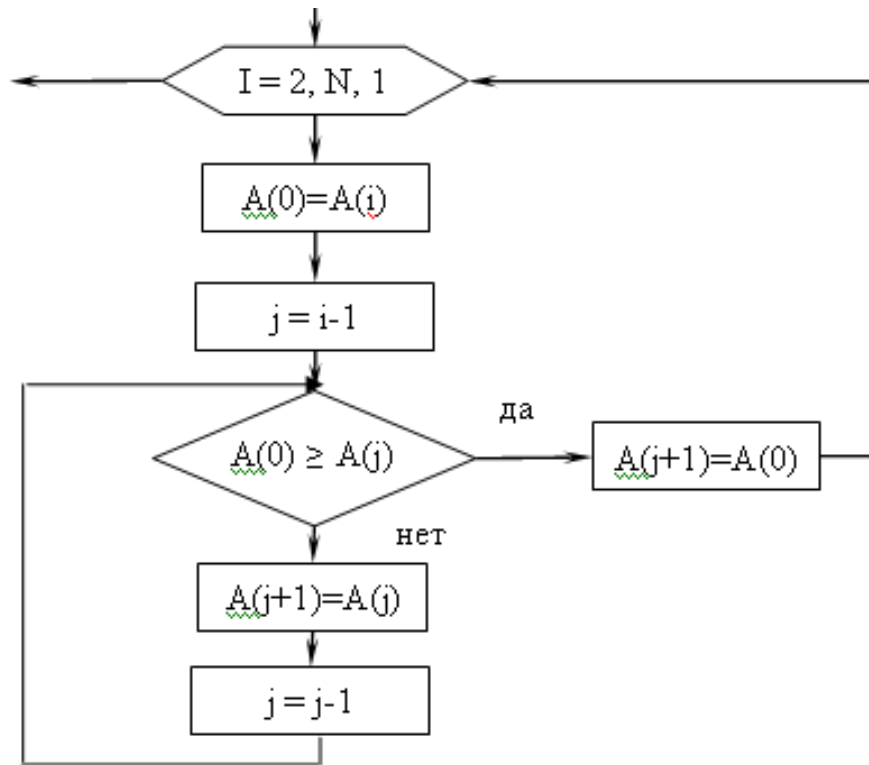 I = 2, N, 1
A(0)=A(i)
j = i-1
да
A(0) ≥ A(j)
A(j+1)=A(0)
нет
A(j+1)=A(j)
j = j-1